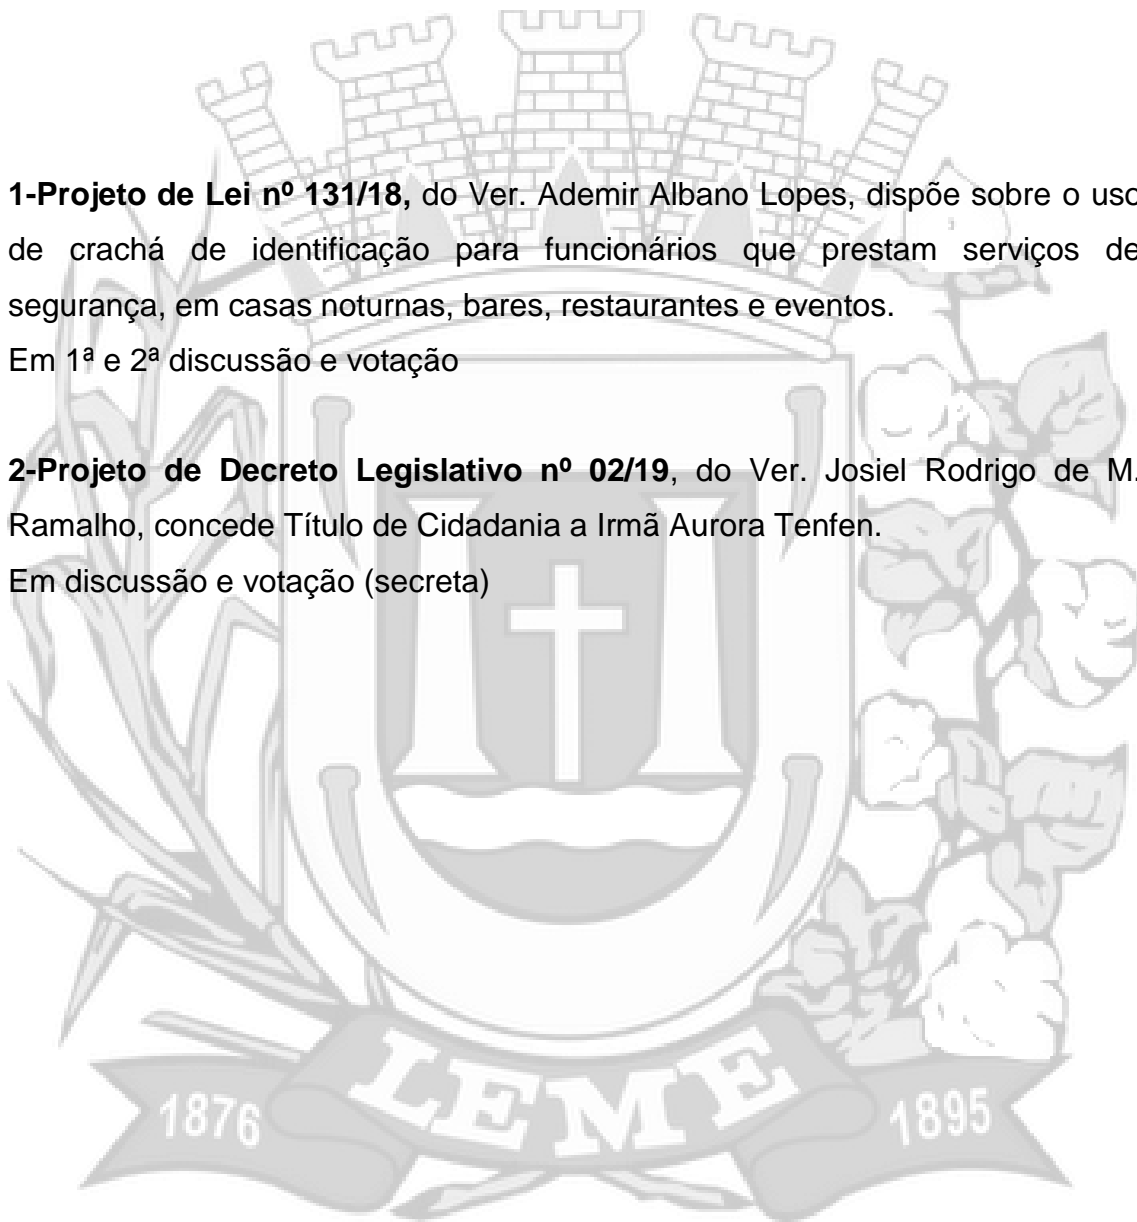 1-Projeto de Lei nº 131/18, do Ver. Ademir Albano Lopes, dispõe sobre o uso
de crachá de identificação para funcionários que prestam serviços de
segurança, em casas noturnas, bares, restaurantes e eventos.
Em 1ª e 2ª discussão e votação
2-Projeto de Decreto Legislativo nº 02/19, do Ver. Josiel Rodrigo de M.
Ramalho, concede Título de Cidadania a Irmã Aurora Tenfen.
Em discussão e votação (secreta)
1876 LEME 1895